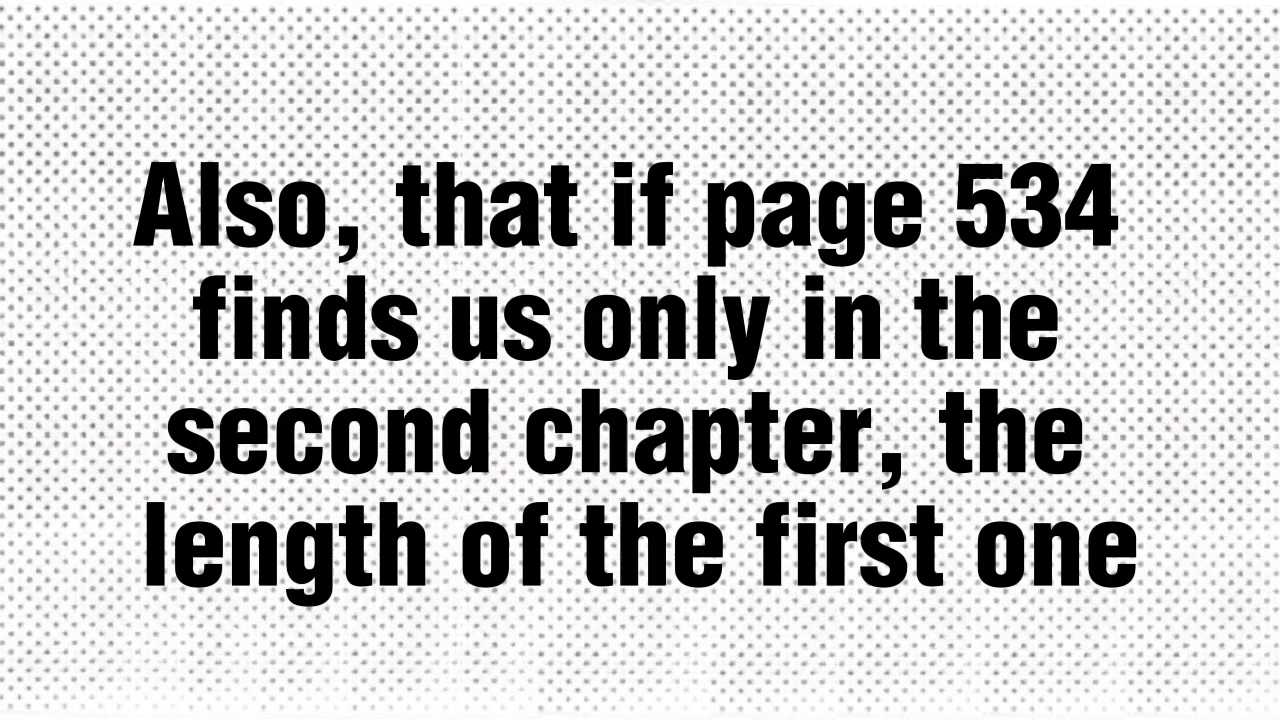 Also, that if page 534
finds us only in the
second chapter, the
length of the first one